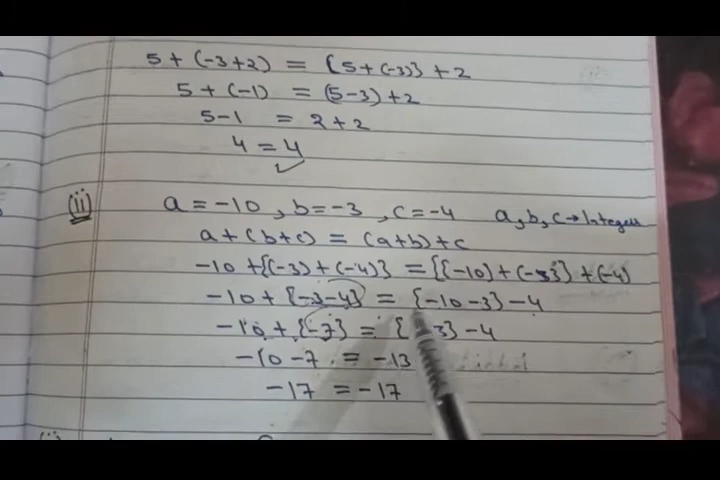 5 + (-3+2) = {5+(-3)} + 2
5 + (-1) = (5-3)+2
5-1 = 2+2
4 = 4
(ii) a = -10, b = -3, c = -4 a, b, c → Integers
a + (b+c) = (a+b) + c
-10 + {(-3) + (-4)} = {(-10) + (-3)} + (-4)
-10 + {-3-4} = {-10-3} - 4
-10 + {-7} = { 3} - 4
-10 - 7 = -13
-17 = -17